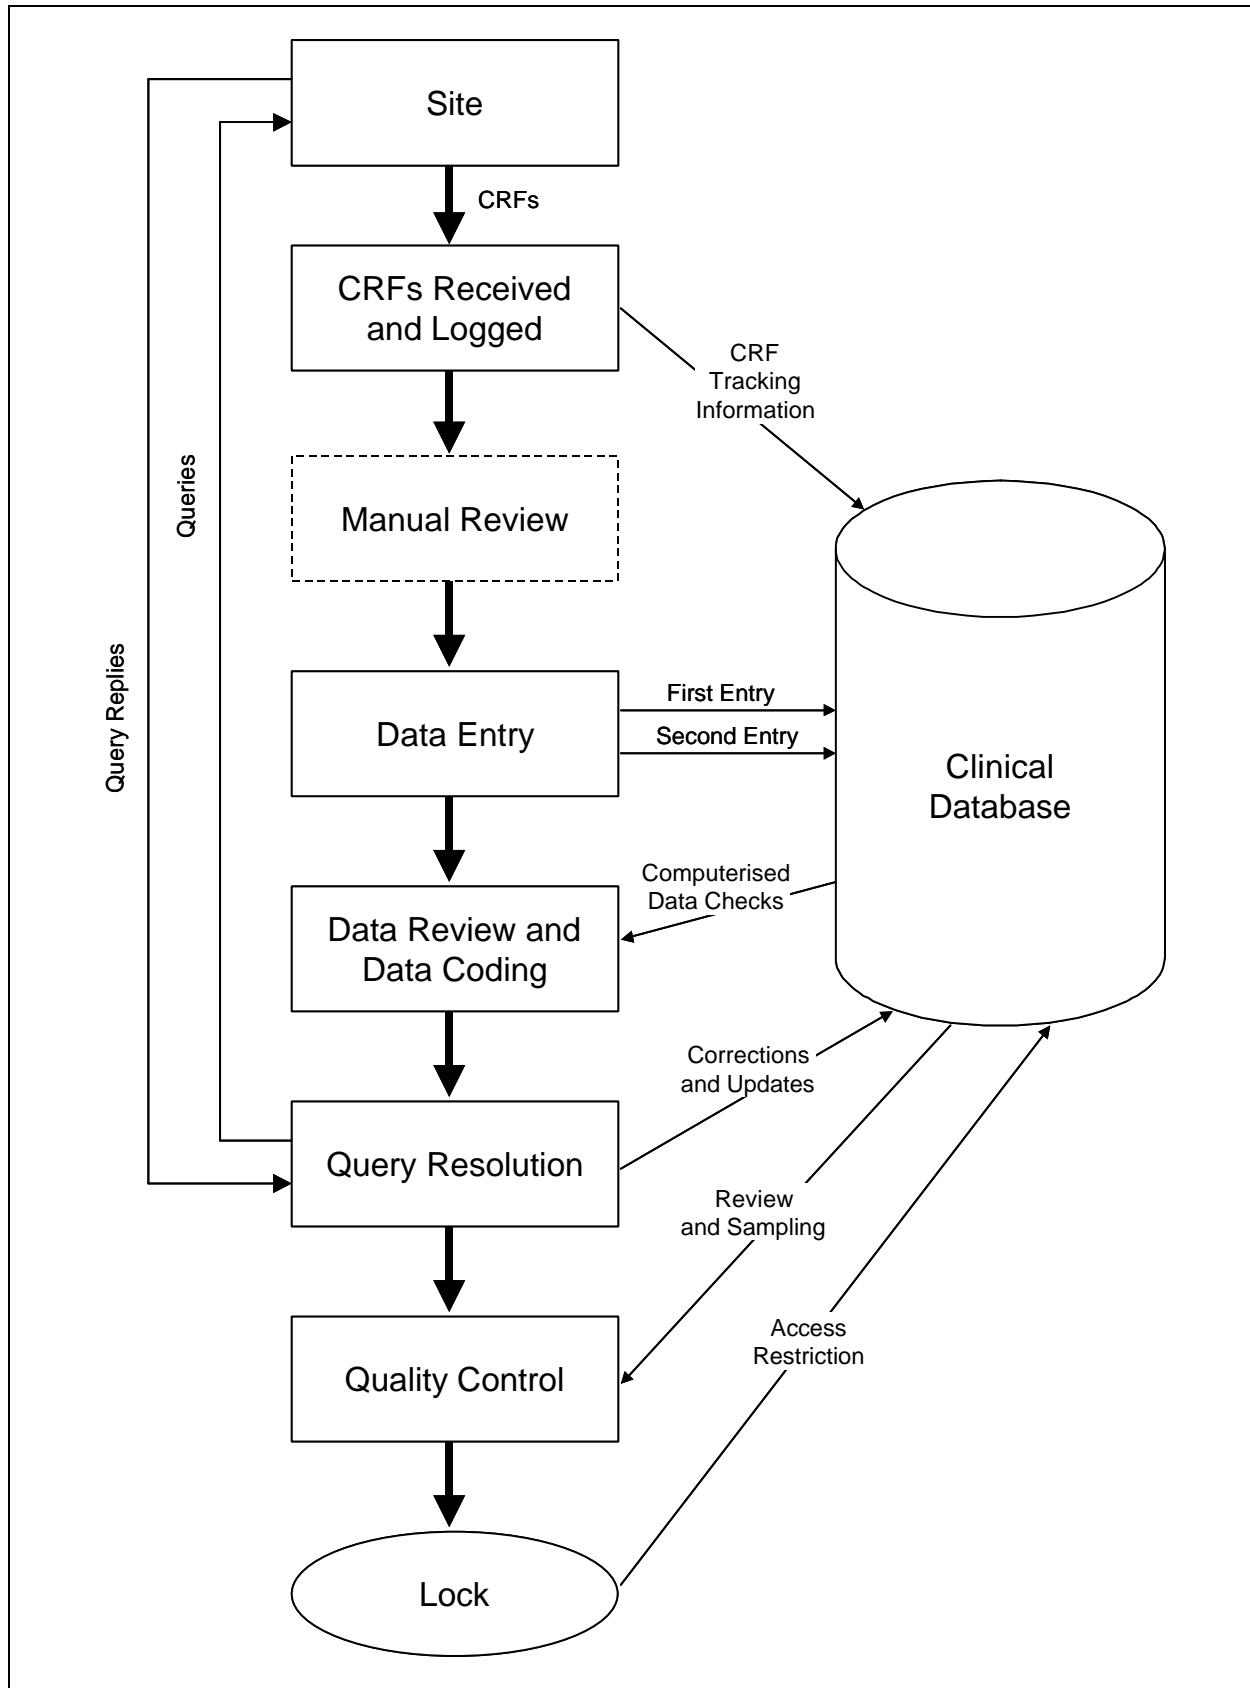 Site
CRFs
CRFs Received
and Logged
CRF
Tracking
Information
Manual Review
Queries
Query Replies
Data Entry
First Entry
Second Entry
Clinical
Database
Computerised
Data Checks
Data Review and
Data Coding
Corrections
and Updates
Query Resolution
Review
and Sampling
Access
Restriction
Quality Control
Lock